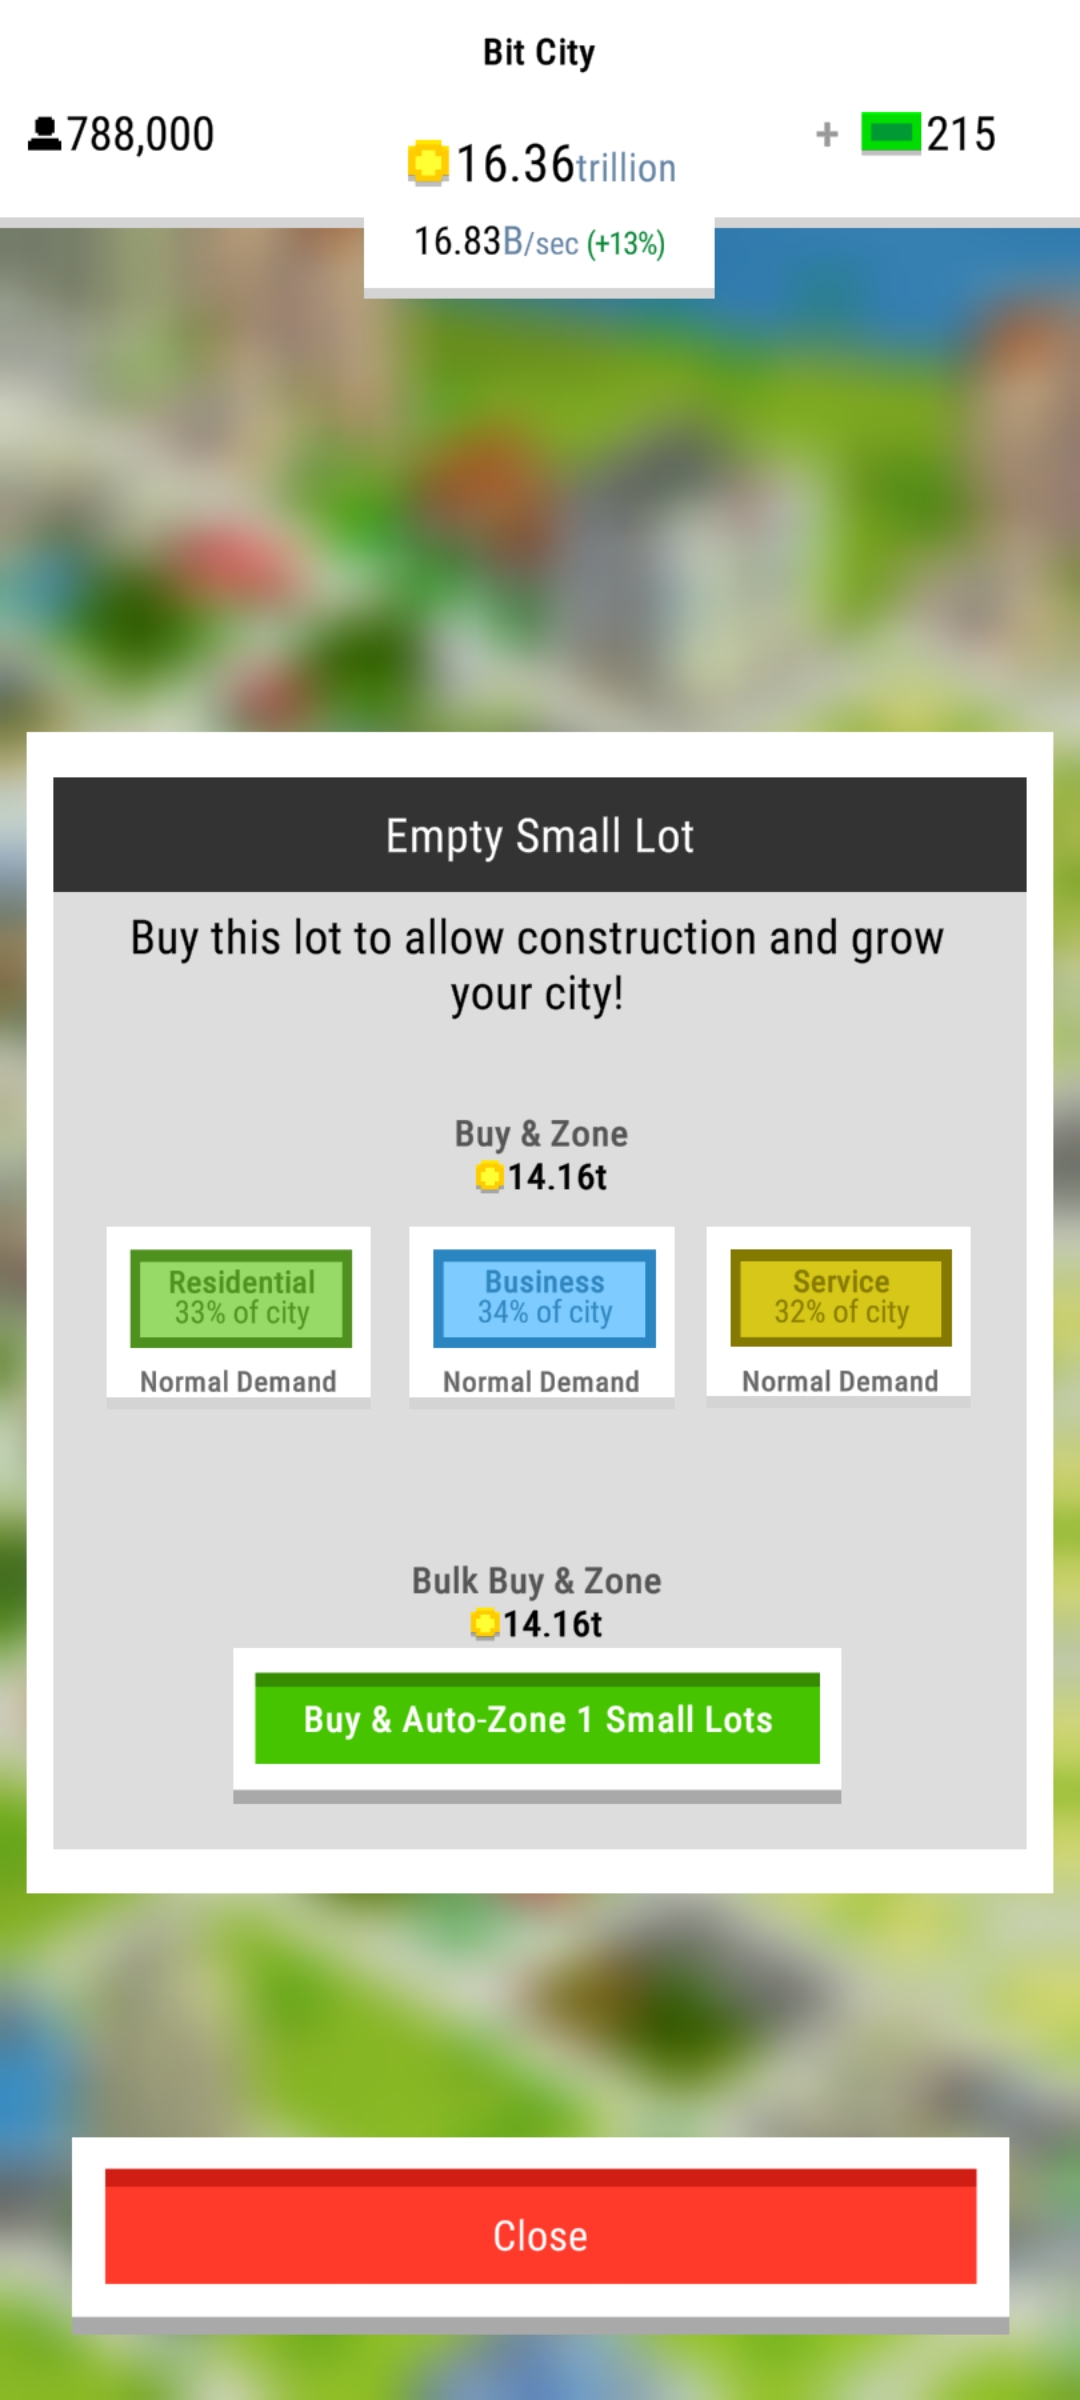 Bit City
788,000
16.36trillion
+ 215
16.83B/sec (+13%)
Empty Small Lot
Buy this lot to allow construction and grow
your city!
Buy & Zone
14.16t
Residential
33% of city
Normal Demand
Business
34% of city
Normal Demand
Service
32% of city
Normal Demand
Bulk Buy & Zone
14.16t
Buy & Auto-Zone 1 Small Lots
Close